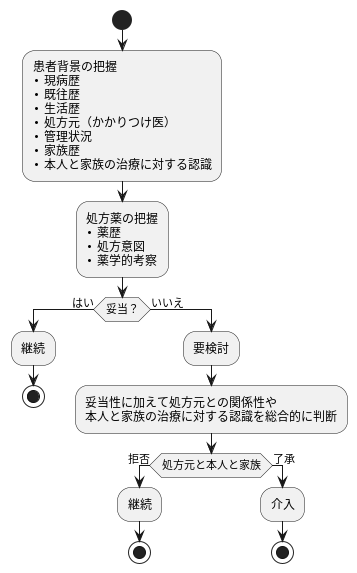 患者背景の把握
• 現病歴
• 既往歴
• 生活歴
• 処方元（かかりつけ医）
• 管理状況
• 家族歴
• 本人と家族の治療に対する認識
処方薬の把握
• 薬歴
• 処方意図
• 薬学的考察
はい
妥当？
いいえ
継続
要検討
妥当性に加えて処方元との関係性や
本人と家族の治療に対する認識を総合的に判断
拒否
処方元と本人と家族
了承
継続
介入